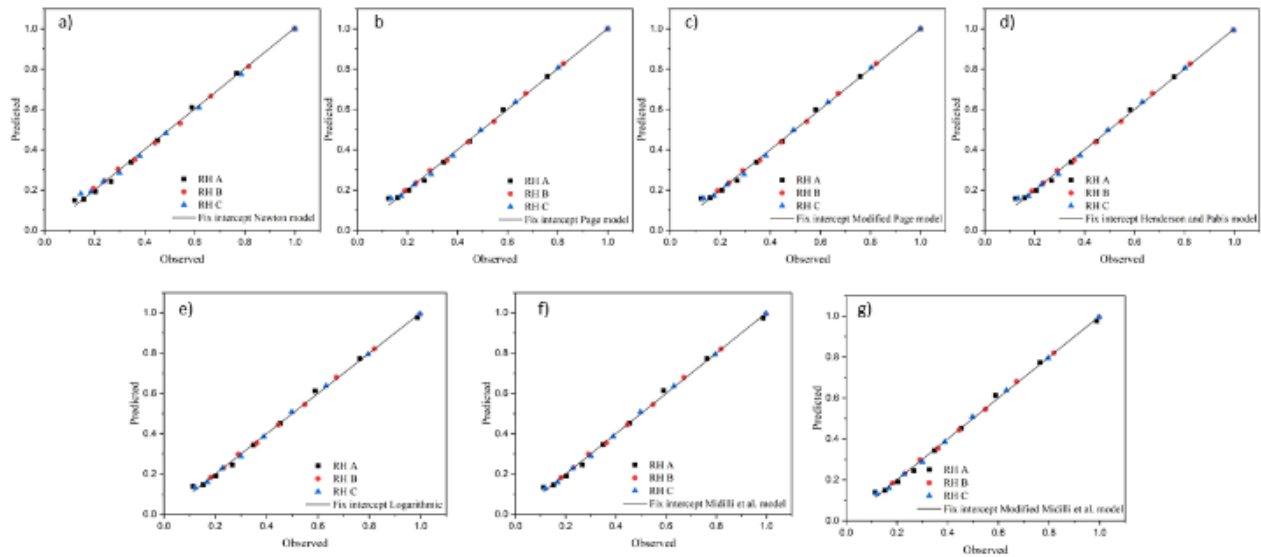 a)
1.0
0.8
0.6
0.4
0.2
0.0
Predicted
RH A
RH B
RH C
Fix intercept Newton model
0.0 0.2 0.4 0.6 0.8 1.0
Observed
b
1.0
0.8
0.6
0.4
0.2
0.0
Predicted
RH A
RH B
RH C
Fix intercept Page model
0.0 0.2 0.4 0.6 0.8 1.0
Observed
c)
1.0
0.8
0.6
0.4
0.2
0.0
Predicted
RH A
RH B
RH C
Fix intercept Modified Page model
0.0 0.2 0.4 0.6 0.8 1.0
Observed
d)
1.0
0.8
0.6
0.4
0.2
0.0
Predicted
RH A
RH B
RH C
Fix intercept Henderson and Pabis model
0.0 0.2 0.4 0.6 0.8 1.0
Observed
e)
1.0
0.8
0.6
0.4
0.2
0.0
Predicted
RH A
RH B
RH C
Fix intercept Logarithmic
0.0 0.2 0.4 0.6 0.8 1.0
Observed
f)
1.0
0.8
0.6
0.4
0.2
0.0
Predicted
RH A
RH B
RH C
Fix intercept Midilli et al. model
0.0 0.2 0.4 0.6 0.8 1.0
Observed
g)
1.0
0.8
0.6
0.4
0.2
0.0
Predicted
RH A
RH B
RH C
Fix intercept Modified Midilli et al. model
0.0 0.2 0.4 0.6 0.8 1.0
Observed